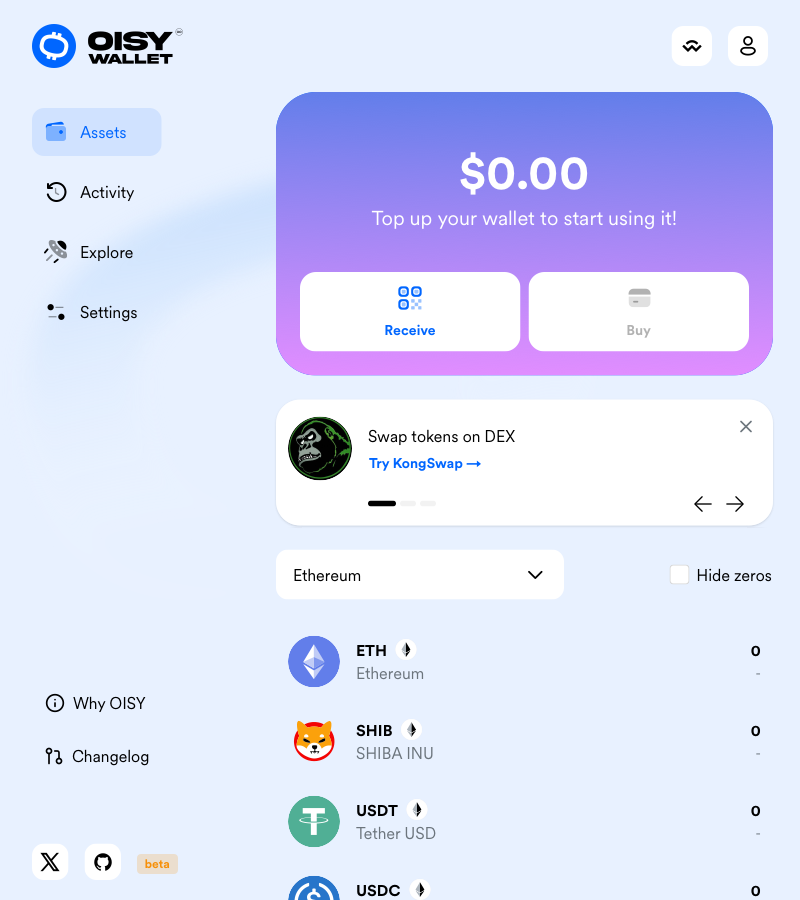 OISY
WALLET
Assets
Activity
Explore
Settings
$0.00
Top up your wallet to start using it!
Receive
Buy
Swap tokens on DEX
Try KongSwap →
Ethereum
Hide zeros
ETH
0
Ethereum
-
SHIB
0
SHIBA INU
-
USDT
0
Tether USD
-
USDC
0
Why OISY
Changelog
beta